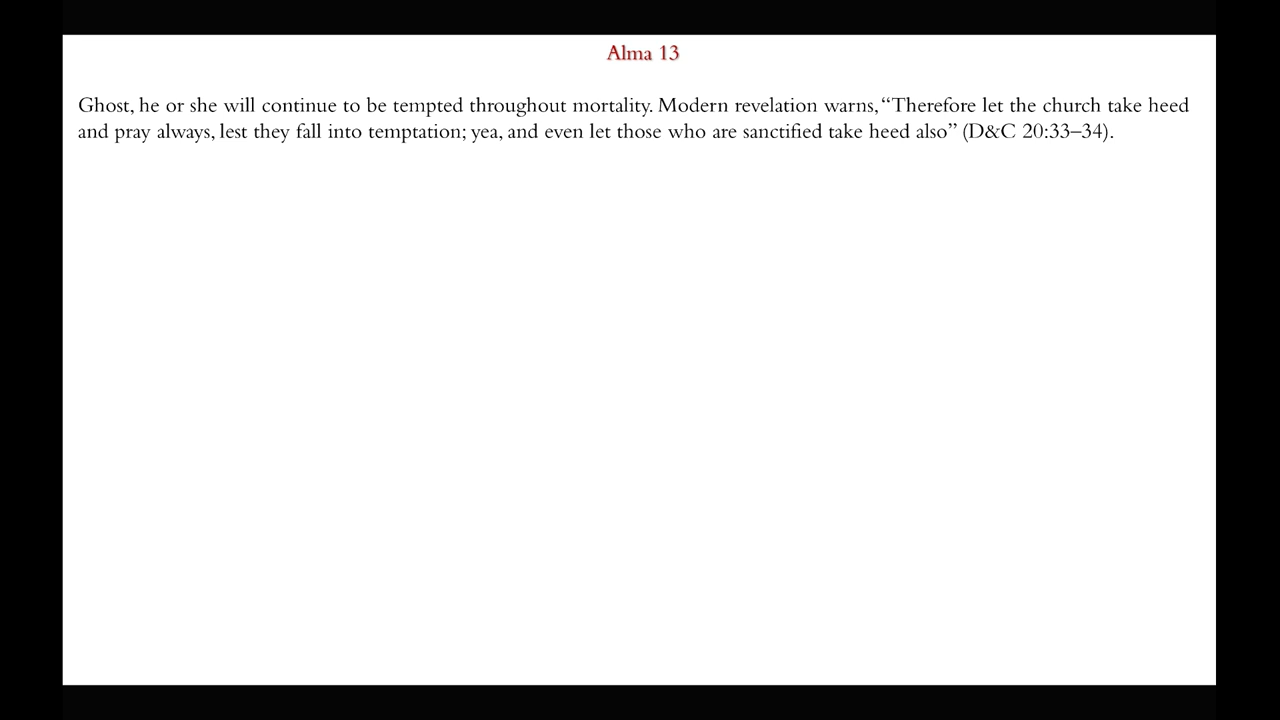 Alma 13
Ghost, he or she will continue to be tempted throughout mortality. Modern revelation warns, “Therefore let the church take heed
and pray always, lest they fall into temptation; yea, and even let those who are sanctified take heed also” (D&C 20:33–34).